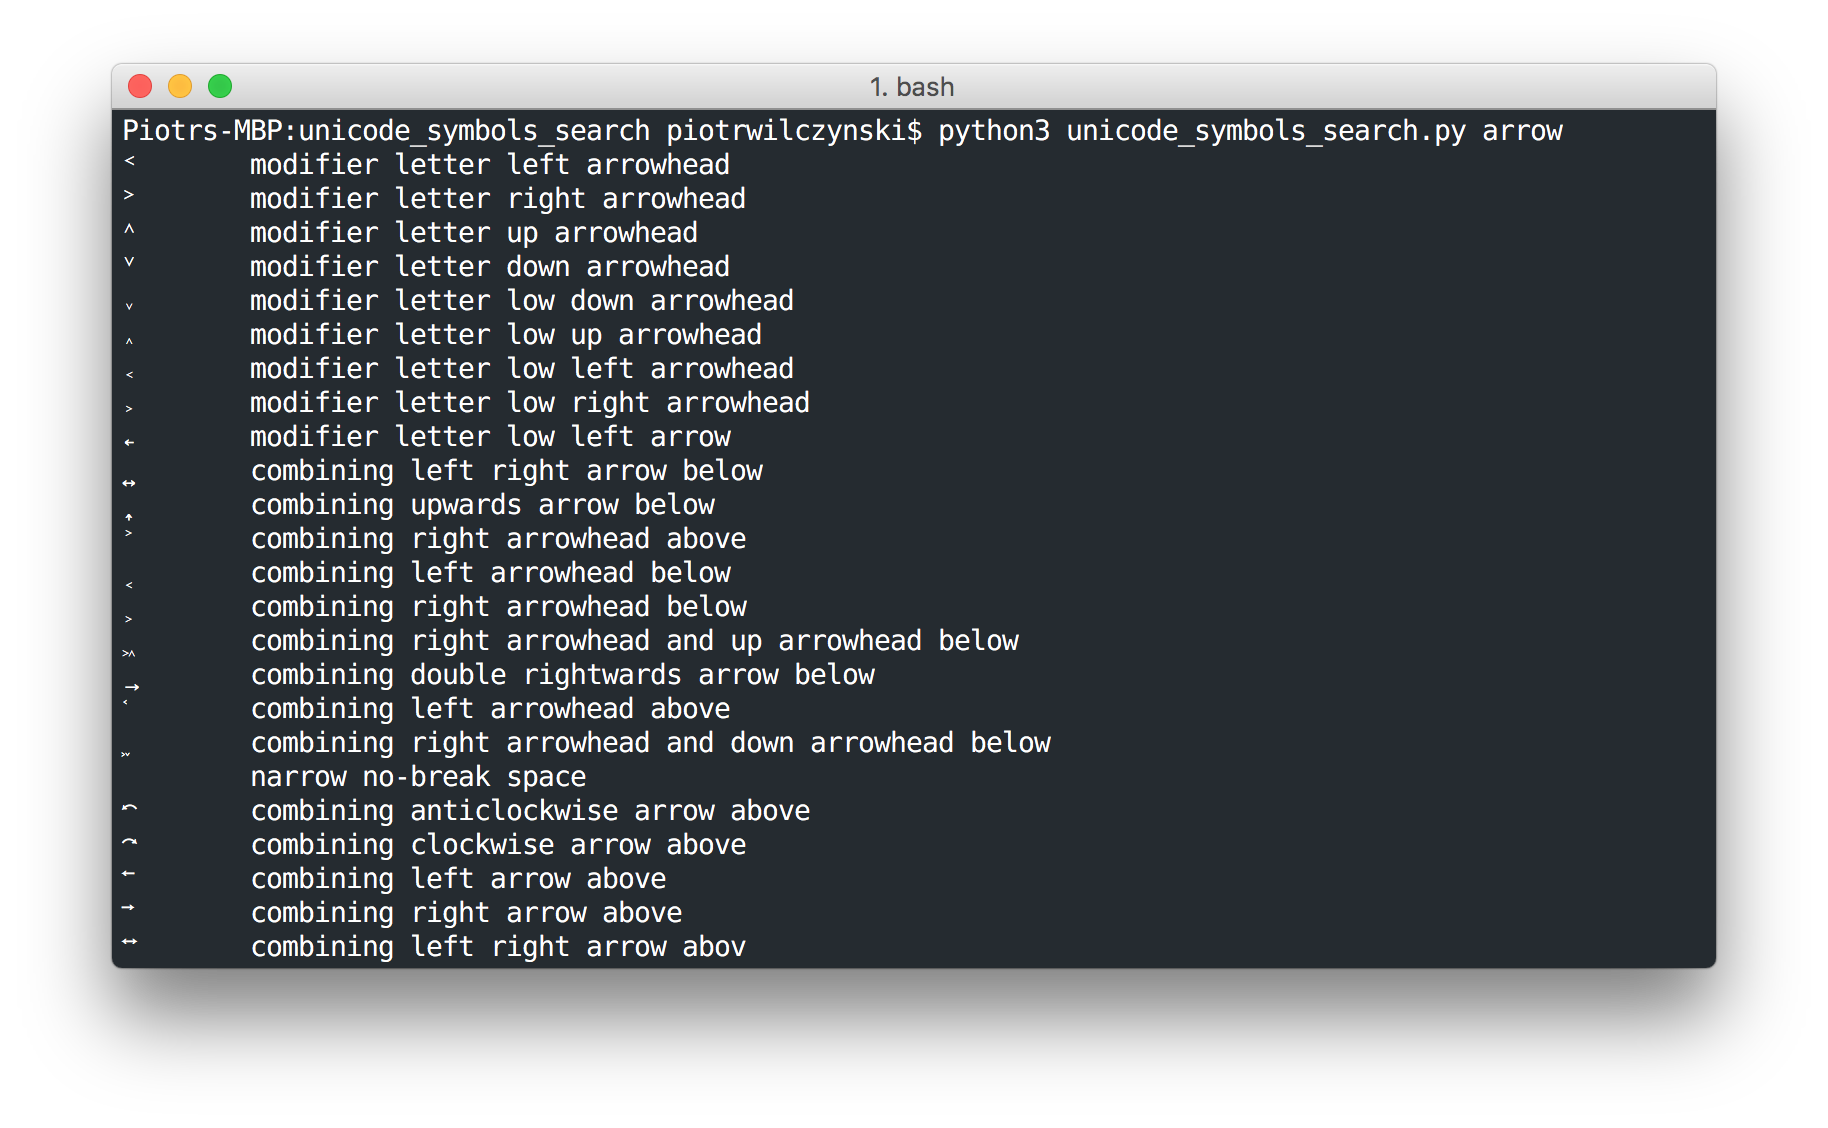 1. bash
Piotrs-MBP:unicode_symbols_search piotrwilczynski$ python3 unicode_symbols_search.py arrow
˂ modifier letter left arrowhead
˃ modifier letter right arrowhead
˄ modifier letter up arrowhead
˅ modifier letter down arrowhead
˯ modifier letter low down arrowhead
˰ modifier letter low up arrowhead
˱ modifier letter low left arrowhead
˲ modifier letter low right arrowhead
˿ modifier letter low left arrow
͍ combining left right arrow below
͎ combining upwards arrow below
͐ combining right arrowhead above
͔ combining left arrowhead below
͕ combining right arrowhead below
͖ combining right arrowhead and up arrowhead below
͢ combining double rightwards arrow below
᷾ combining left arrowhead above
᷿ combining right arrowhead and down arrowhead below
narrow no-break space
⃔ combining anticlockwise arrow above
⃕ combining clockwise arrow above
⃖ combining left arrow above
⃗ combining right arrow above
⃡ combining left right arrow abov